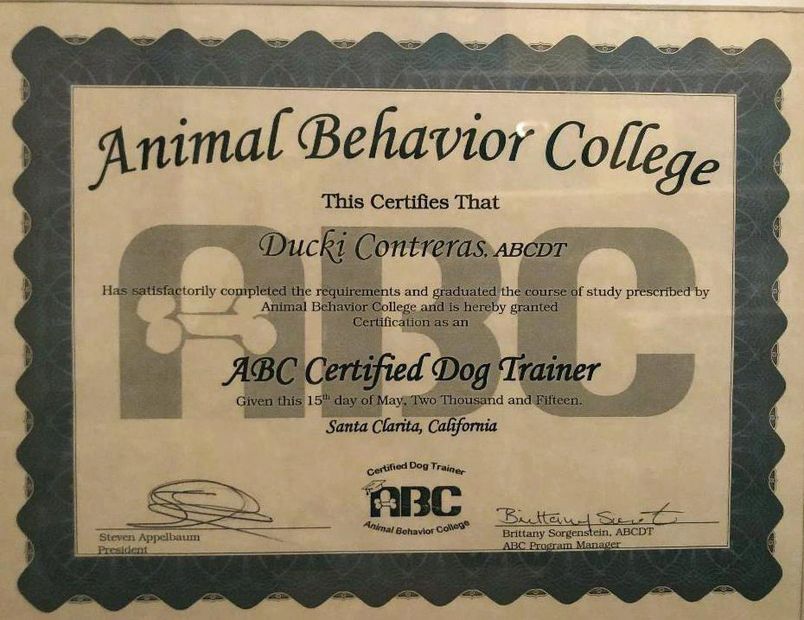 Animal Behavior College
This Certifies That
Ducki Contreras, ABCDT
Has satisfactorily completed the requirements and graduated the course of study prescribed by
Animal Behavior College and is hereby granted
Certification as an
ABC Certified Dog Trainer
Given this 15th day of May, Two Thousand and Fifteen.
Santa Clarita, California
Certified Dog Trainer
ABC
Animal Behavior College
Steven Appelbaum
President
Brittany Sorgenstein, ABCDT
ABC Program Manager
ABC